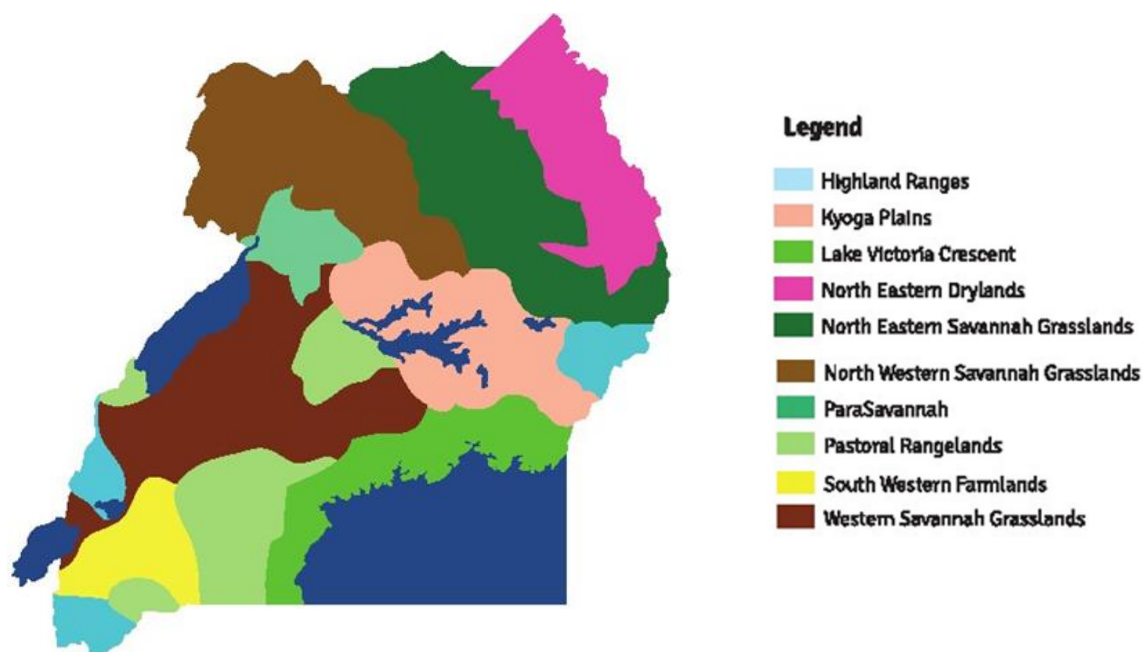 Legend
Highland Ranges
Kyoga Plains
Lake Victoria Crescent
North Eastern Drylands
North Eastern Savannah Grasslands
North Western Savannah Grasslands
ParaSavannah
Pastoral Rangelands
South Western Farmlands
Western Savannah Grasslands